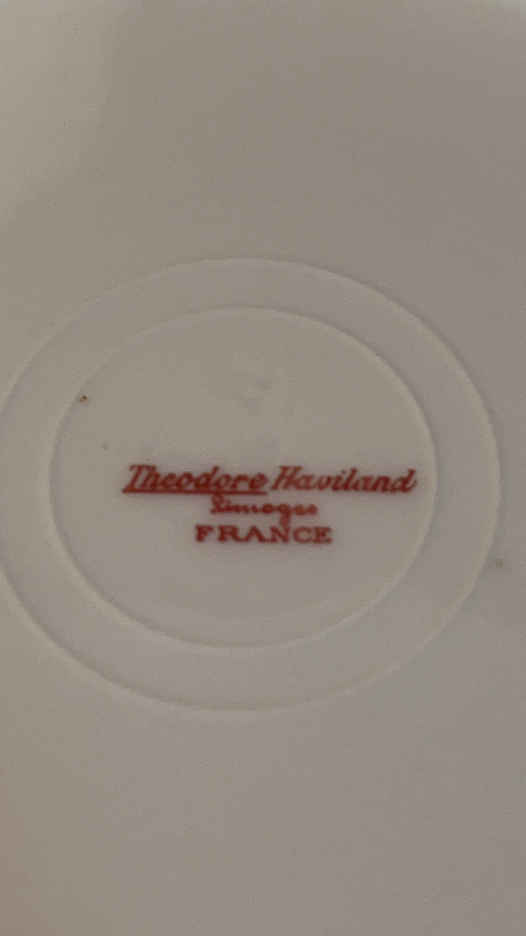 Theodore Haviland
Limoges
FRANCE